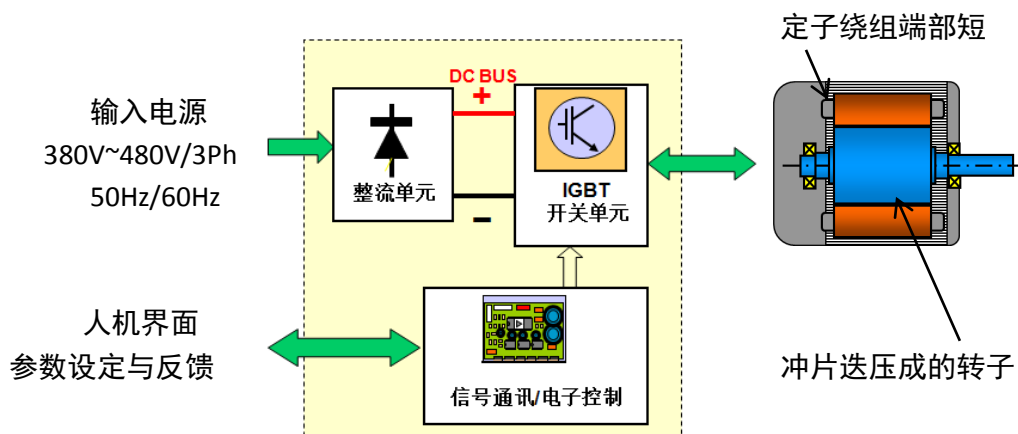 定子绕组端部短
DC BUS
+
输入电源
380V~480V/3Ph
50Hz/60Hz
整流单元
-
IGBT
开关单元
人机界面
参数设定与反馈
信号通讯/电子控制
冲片迭压成的转子